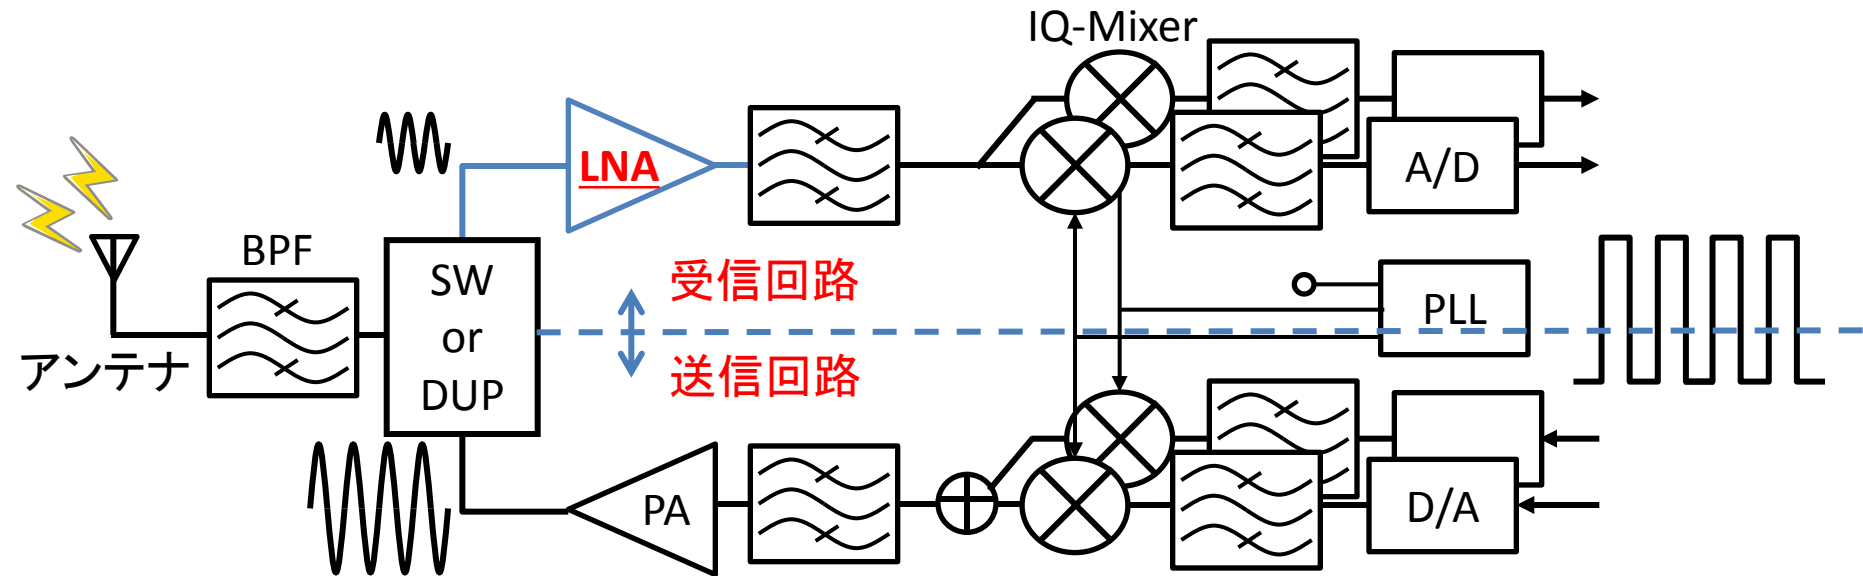 IQ-Mixer
LNA
A/D
BPF
SW
or
DUP
受信回路
PLL
アンテナ
送信回路
PA
D/A